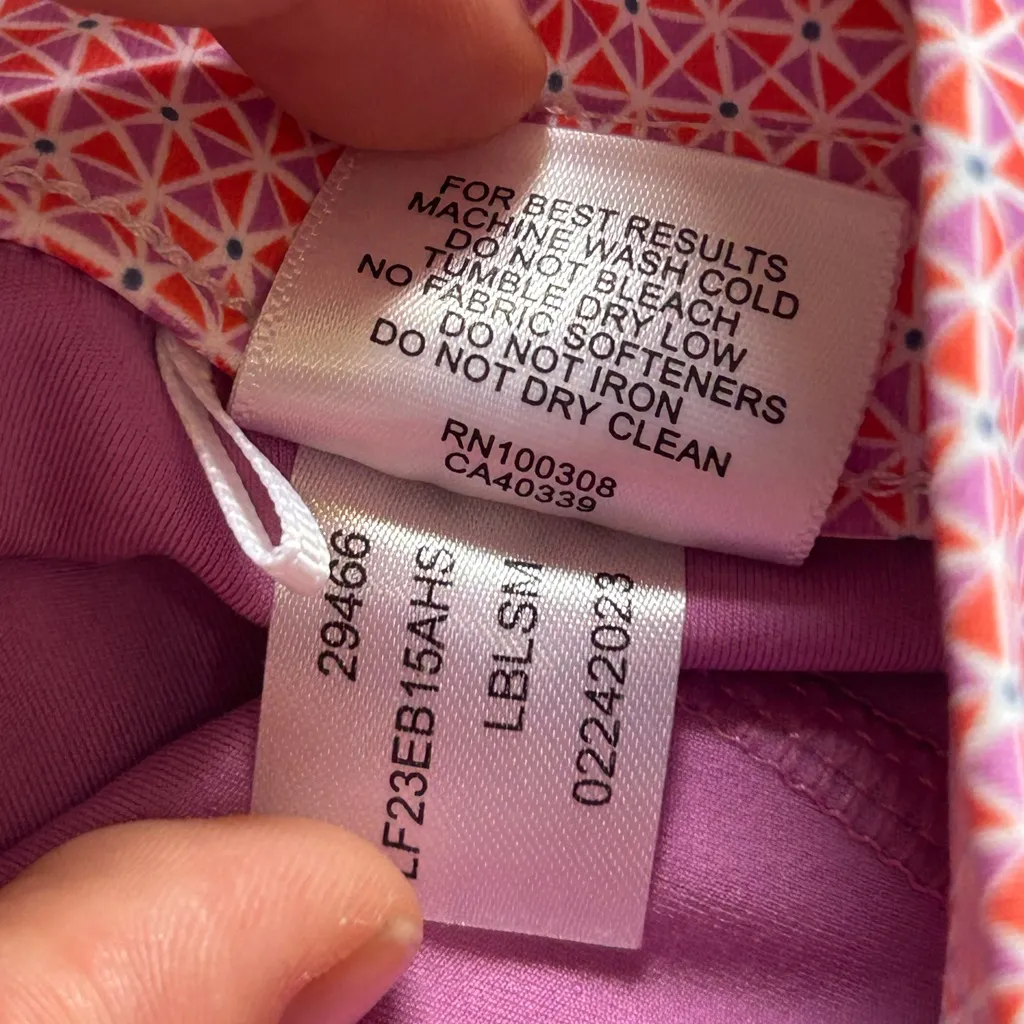 FOR BEST RESULTS
MACHINE WASH COLD
DO NOT BLEACH
TUMBLE DRY LOW
NO FABRIC SOFTENERS
DO NOT IRON
DO NOT DRY CLEAN
RN100308
CA40339
29466
LF23EB15AHS
LBLSM
02242023